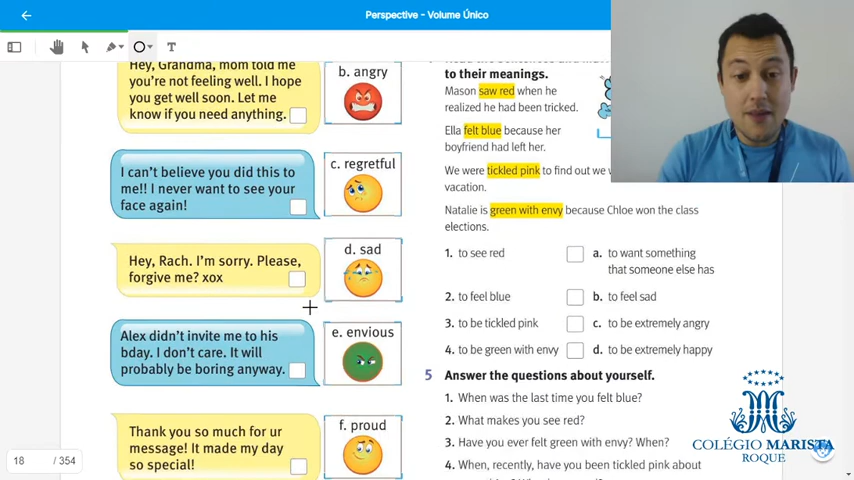 Perspective - Volume Único
T
Hey, Grandma, mom told me
you're not feeling well. I hope
you get well soon. Let me
know if you need anything.
b. angry
I can't believe you did this to
me!! I never want to see your
face again!
c. regretful
Hey, Rach. I'm sorry. Please,
forgive me? xox
d. sad
Alex didn't invite me to his
bday. I don't care. It will
probably be boring anyway.
e. envious
Thank you so much for ur
message! It made my day
so special!
f. proud
to their meanings.
Mason saw red when he
realized he had been tricked.
Ella felt blue because her
boyfriend had left her.
We were tickled pink to find out we
vacation.
Natalie is green with envy because Chloe won the class
elections.
1. to see red
a. to want something
that someone else has
2. to feel blue
b. to feel sad
3. to be tickled pink
c. to be extremely angry
4. to be green with envy
d. to be extremely happy
5 Answer the questions about yourself.
1. When was the last time you felt blue?
2. What makes you see red?
3. Have you ever felt green with envy? When?
4. When, recently, have you been tickled pink about
18 / 354
COLÉGIO MARISTA
ROQUE